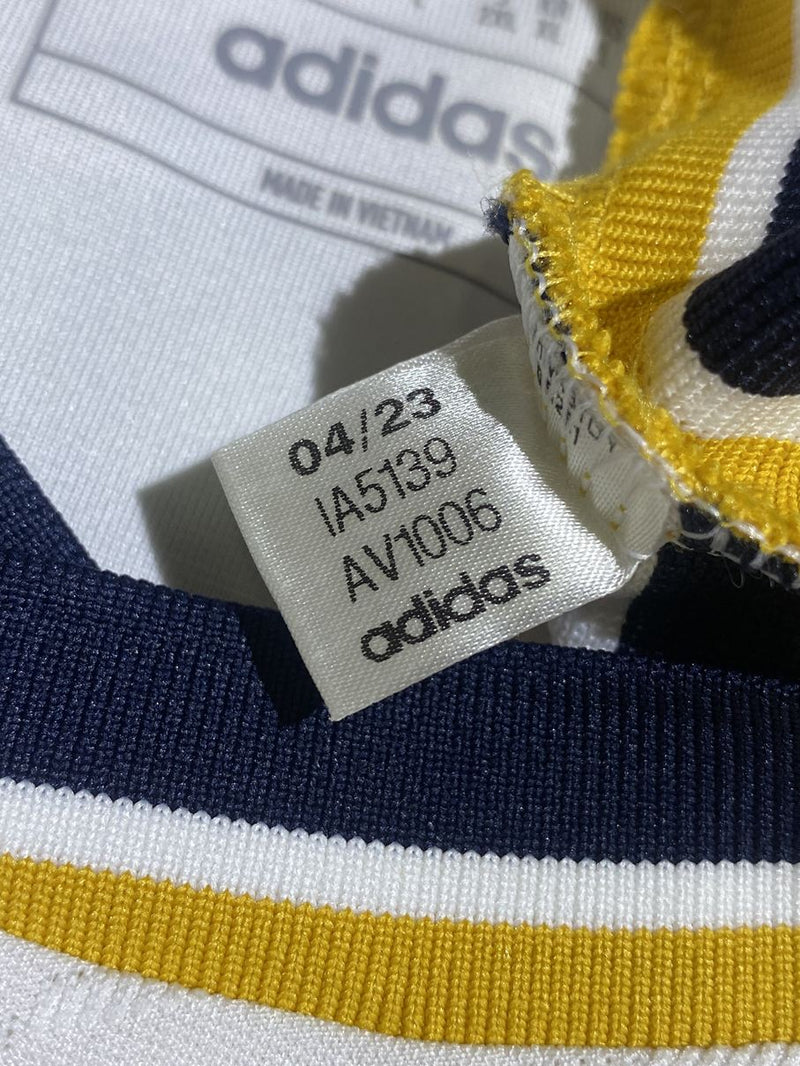 adidas
MADE IN VIETNAM
04/23
IA5139
AV1006
adidas